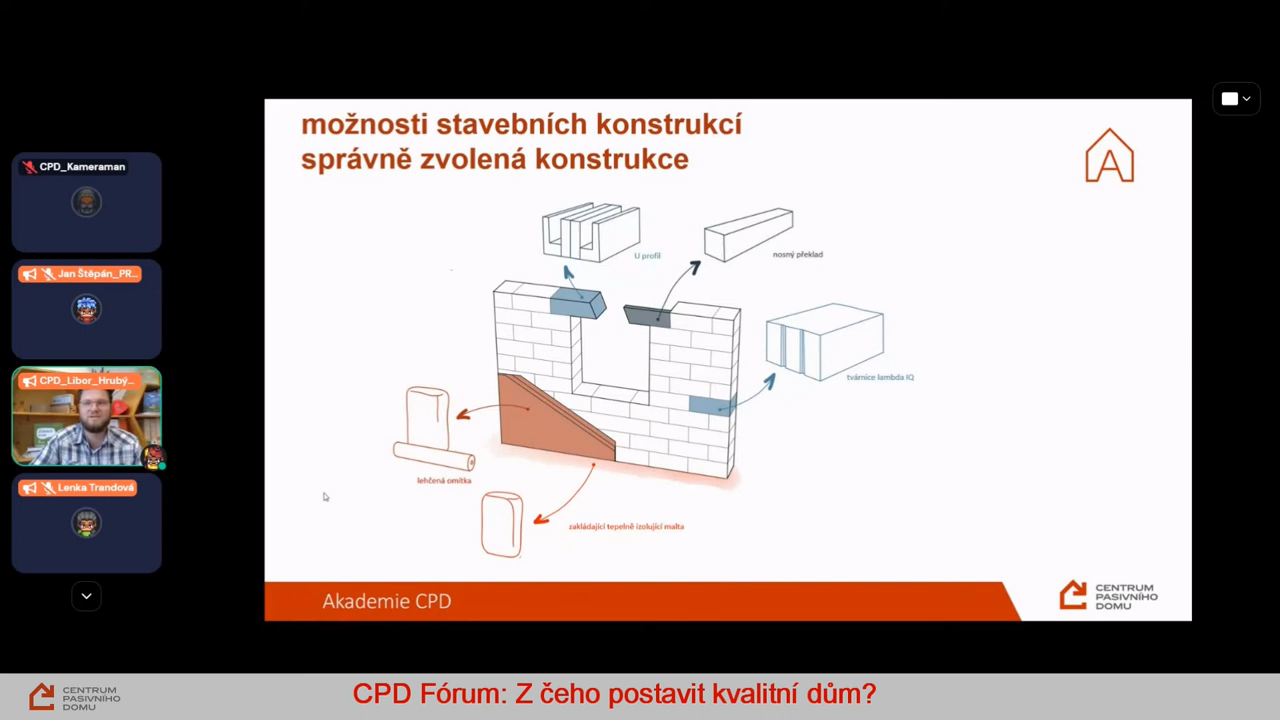 možnosti stavebních konstrukcí
správně zvolená konstrukce
A
CPD_Kameraman
Jan Štěpán_PR...
CPD_Libor_Hrubý...
Lenka Trandová
U profil
nosný překlad
tvárnice lambda IQ
lehčená omítka
zakládající tepelně izolující malta
Akademie CPD
CENTRUM
PASIVNÍHO
DOMU
CENTRUM
PASIVNÍHO
DOMU
CPD Fórum: Z čeho postavit kvalitní dům?